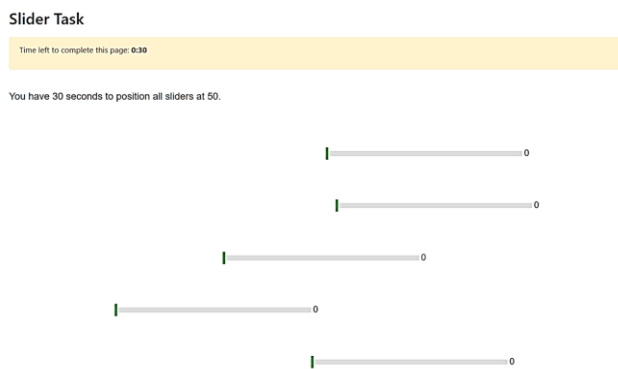 Slider Task
Time left to complete this page: 0:30
You have 30 seconds to position all sliders at 50.
0
0
0
0
0